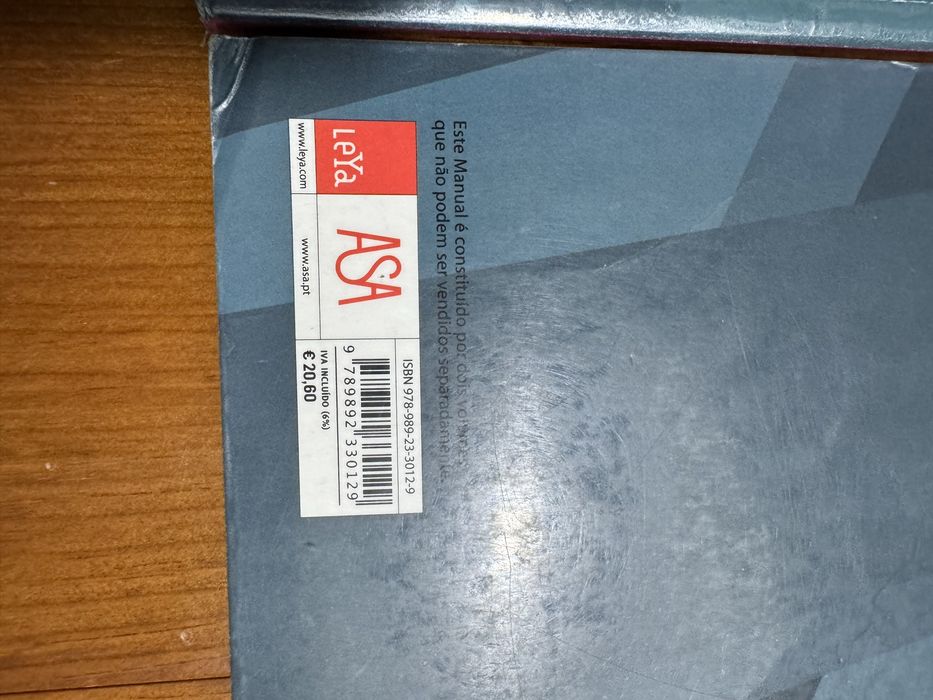 Este Manual é constituído por dois volumes
que não podem ser vendidos separadamente.
LeYa
www.leya.com
ASA
www.asa.pt
ISBN 978-989-23-3012-9
9 789892 330129
IVA INCLUÍDO (6%)
€ 20,60